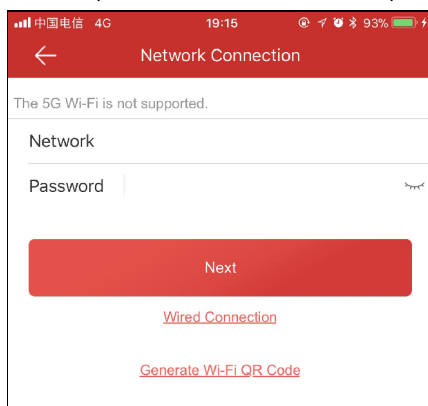 中国电信 4G 19:15 93%
Network Connection
The 5G Wi-Fi is not supported.
Network
Password
Next
Wired Connection
Generate Wi-Fi QR Code